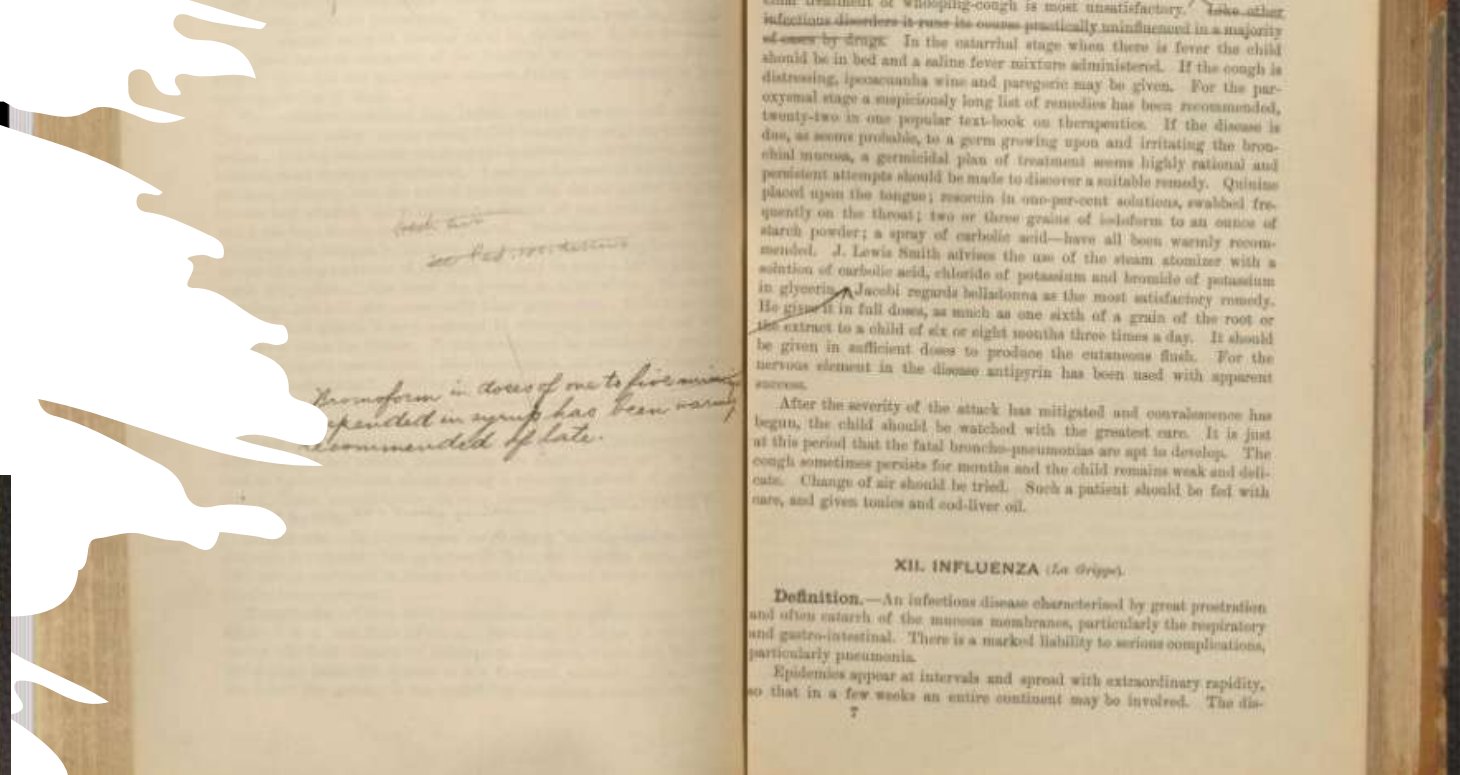 Bromoform in doses of one to five
in syrup has been
recommended of late.
treatment of whooping-cough is most unsatisfactory. Like other
infectious disorders it runs its course practically uninfluenced in a majority
of cases by drugs. In the catarrhal stage when there is fever the child
should be in bed and a saline fever mixture administered. If the cough is
distressing, ipecacuanha wine and paregoric may be given. For the par-
oxysmal stage a suspiciously long list of remedies has been recommended,
twenty-two in one popular text-book on therapeutics. If the disease is
due, as seems probable, to a germ growing upon and irritating the bron-
chial mucosa, a germicidal plan of treatment seems highly rational and
persistent attempts should be made to discover a suitable remedy. Quinine
placed upon the tongue; resorcin in one-per-cent solutions, swabbed fre-
quently on the throat; two or three grains of iodoform to an ounce of
starch powder; a spray of carbolic acid—have all been warmly recom-
mended. J. Lewis Smith advises the use of the steam atomizer with a
solution of carbolic acid, chloride of potassium and bromide of potassium
in glycerin. Jacobi regards belladonna as the most satisfactory remedy.
He gives it in full doses, as much as one sixth of a grain of the root or
the extract to a child of six or eight months three times a day. It should
be given in sufficient doses to produce the cutaneous flush. For the
nervous element in the disease antipyrin has been used with apparent
success.
After the severity of the attack has mitigated and convalescence has
begun, the child should be watched with the greatest care. It is just
at this period that the fatal broncho-pneumonias are apt to develop. The
cough sometimes persists for months and the child remains weak and deli-
cate. Change of air should be tried. Such a patient should be fed with
care, and given tonics and cod-liver oil.
XII. INFLUENZA (La Grippe).
Definition.—An infectious disease characterized by great prostration
and often catarrh of the mucous membranes, particularly the respiratory
and gastro-intestinal. There is a marked liability to serious complications,
particularly pneumonia.
Epidemics appear at intervals and spread with extraordinary rapidity,
so that in a few weeks an entire continent may be involved. The dis-
7